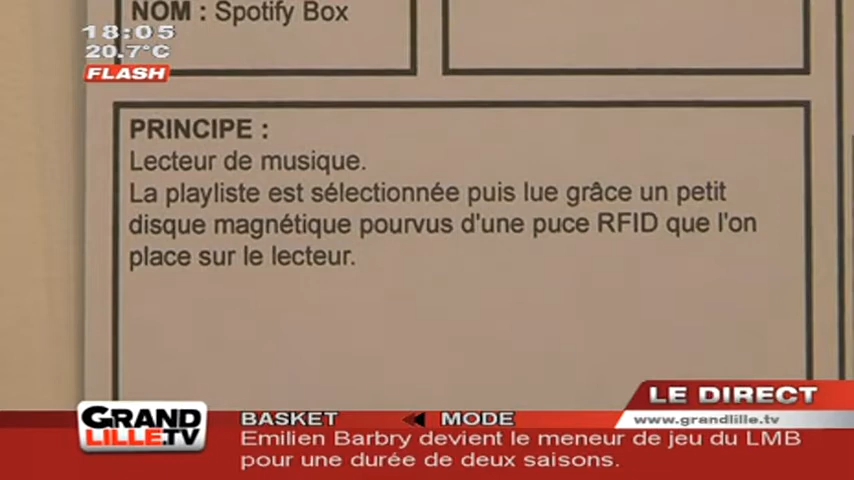 18:05
20.7°C
FLASH
NOM : Spotify Box
PRINCIPE :
Lecteur de musique.
La playliste est sélectionnée puis lue grâce un petit
disque magnétique pourvus d'une puce RFID que l'on
place sur le lecteur.
LE DIRECT
www.grandlille.tv
GRAND
LILLE.TV
BASKET
MODE
Emilien Barbry devient le meneur de jeu du LMB
pour une durée de deux saisons.